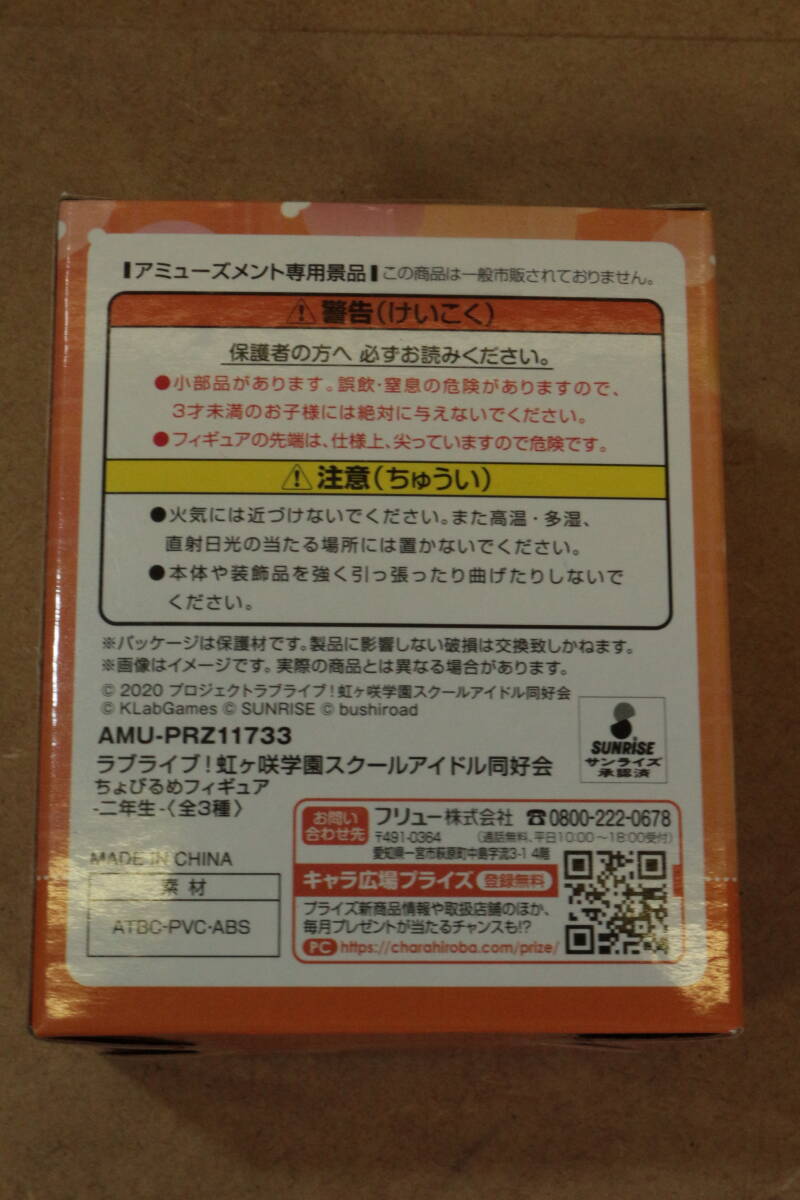 アミューズメント専用景品 この商品は一般市販されておりません。
⚠警告(けいこく)
保護者の方へ 必ずお読みください。
●小部品があります。誤飲・窒息の危険がありますので、
3才未満のお子様には絶対に与えないでください。
●フィギュアの先端は、仕様上、尖っていますので危険です。
⚠注意(ちゅうい)
●火気には近づけないでください。また高温・多湿、
直射日光の当たる場所には置かないでください。
●本体や装飾品を強く引っ張ったり曲げたりしないで
ください。
※パッケージは保護材です。製品に影響しない破損は交換致しかねます。
※画像はイメージです。実際の商品とは異なる場合があります。
© 2020 プロジェクトラブライブ!虹ヶ咲学園スクールアイドル同好会
© KLabGames © SUNRISE © bushiroad
AMU-PRZ11733
ラブライブ!虹ヶ咲学園スクールアイドル同好会
ちょびるめフィギュア
-二年生-〈全3種〉
SUNRISE
サンライズ
承認済
MADE IN CHINA
素材
ATBC-PVC・ABS
お問い
合わせ先
フリュー株式会社 ☎0800-222-0678
〒491-0364 (通話無料、平日10:00~18:00受付)
愛知県一宮市萩原町中島字流3-1 4階
キャラ広場プライズ 登録無料
プライズ新商品情報や取扱店舗のほか、
毎月プレゼントが当たるチャンスも!?
PC https://charahiroba.com/prize/